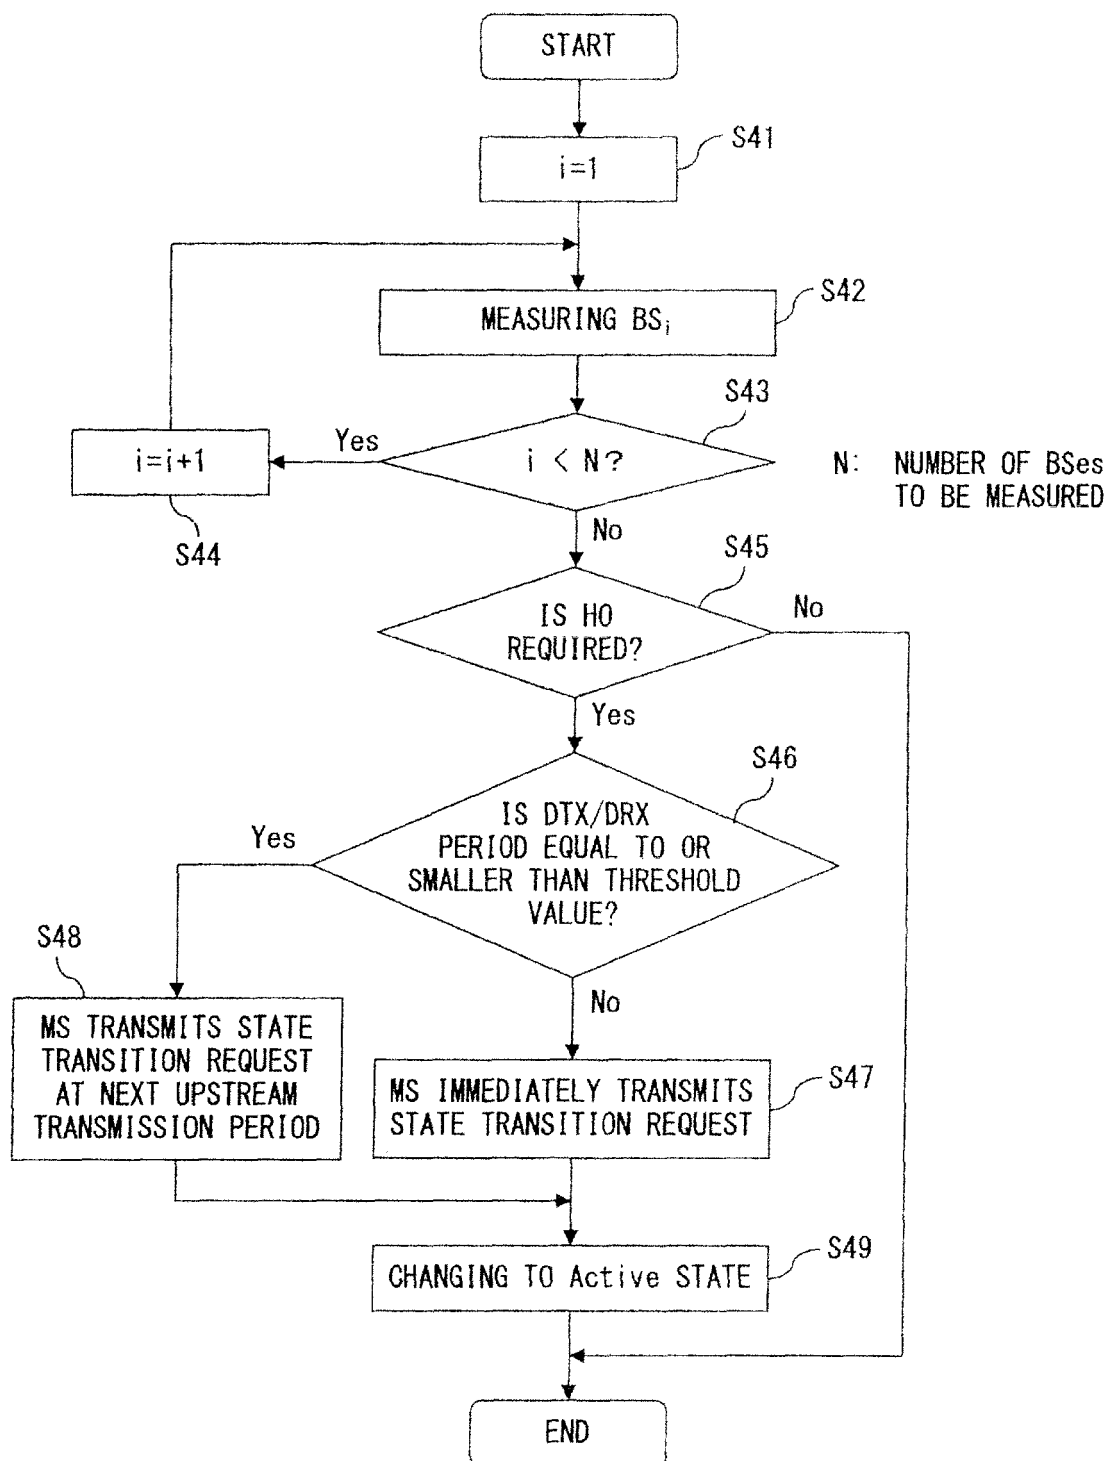 START
S41
i=1
S42
MEASURING BSi
S43
Yes
i=i+1
i < N?
N: NUMBER OF BSes
TO BE MEASURED
S44
No
S45
IS HO
REQUIRED?
No
Yes
S46
IS DTX/DRX
PERIOD EQUAL TO OR
SMALLER THAN THRESHOLD
VALUE?
Yes
S48
No
MS TRANSMITS STATE
TRANSITION REQUEST
AT NEXT UPSTREAM
TRANSMISSION PERIOD
S47
MS IMMEDIATELY TRANSMITS
STATE TRANSITION REQUEST
S49
CHANGING TO Active STATE
END